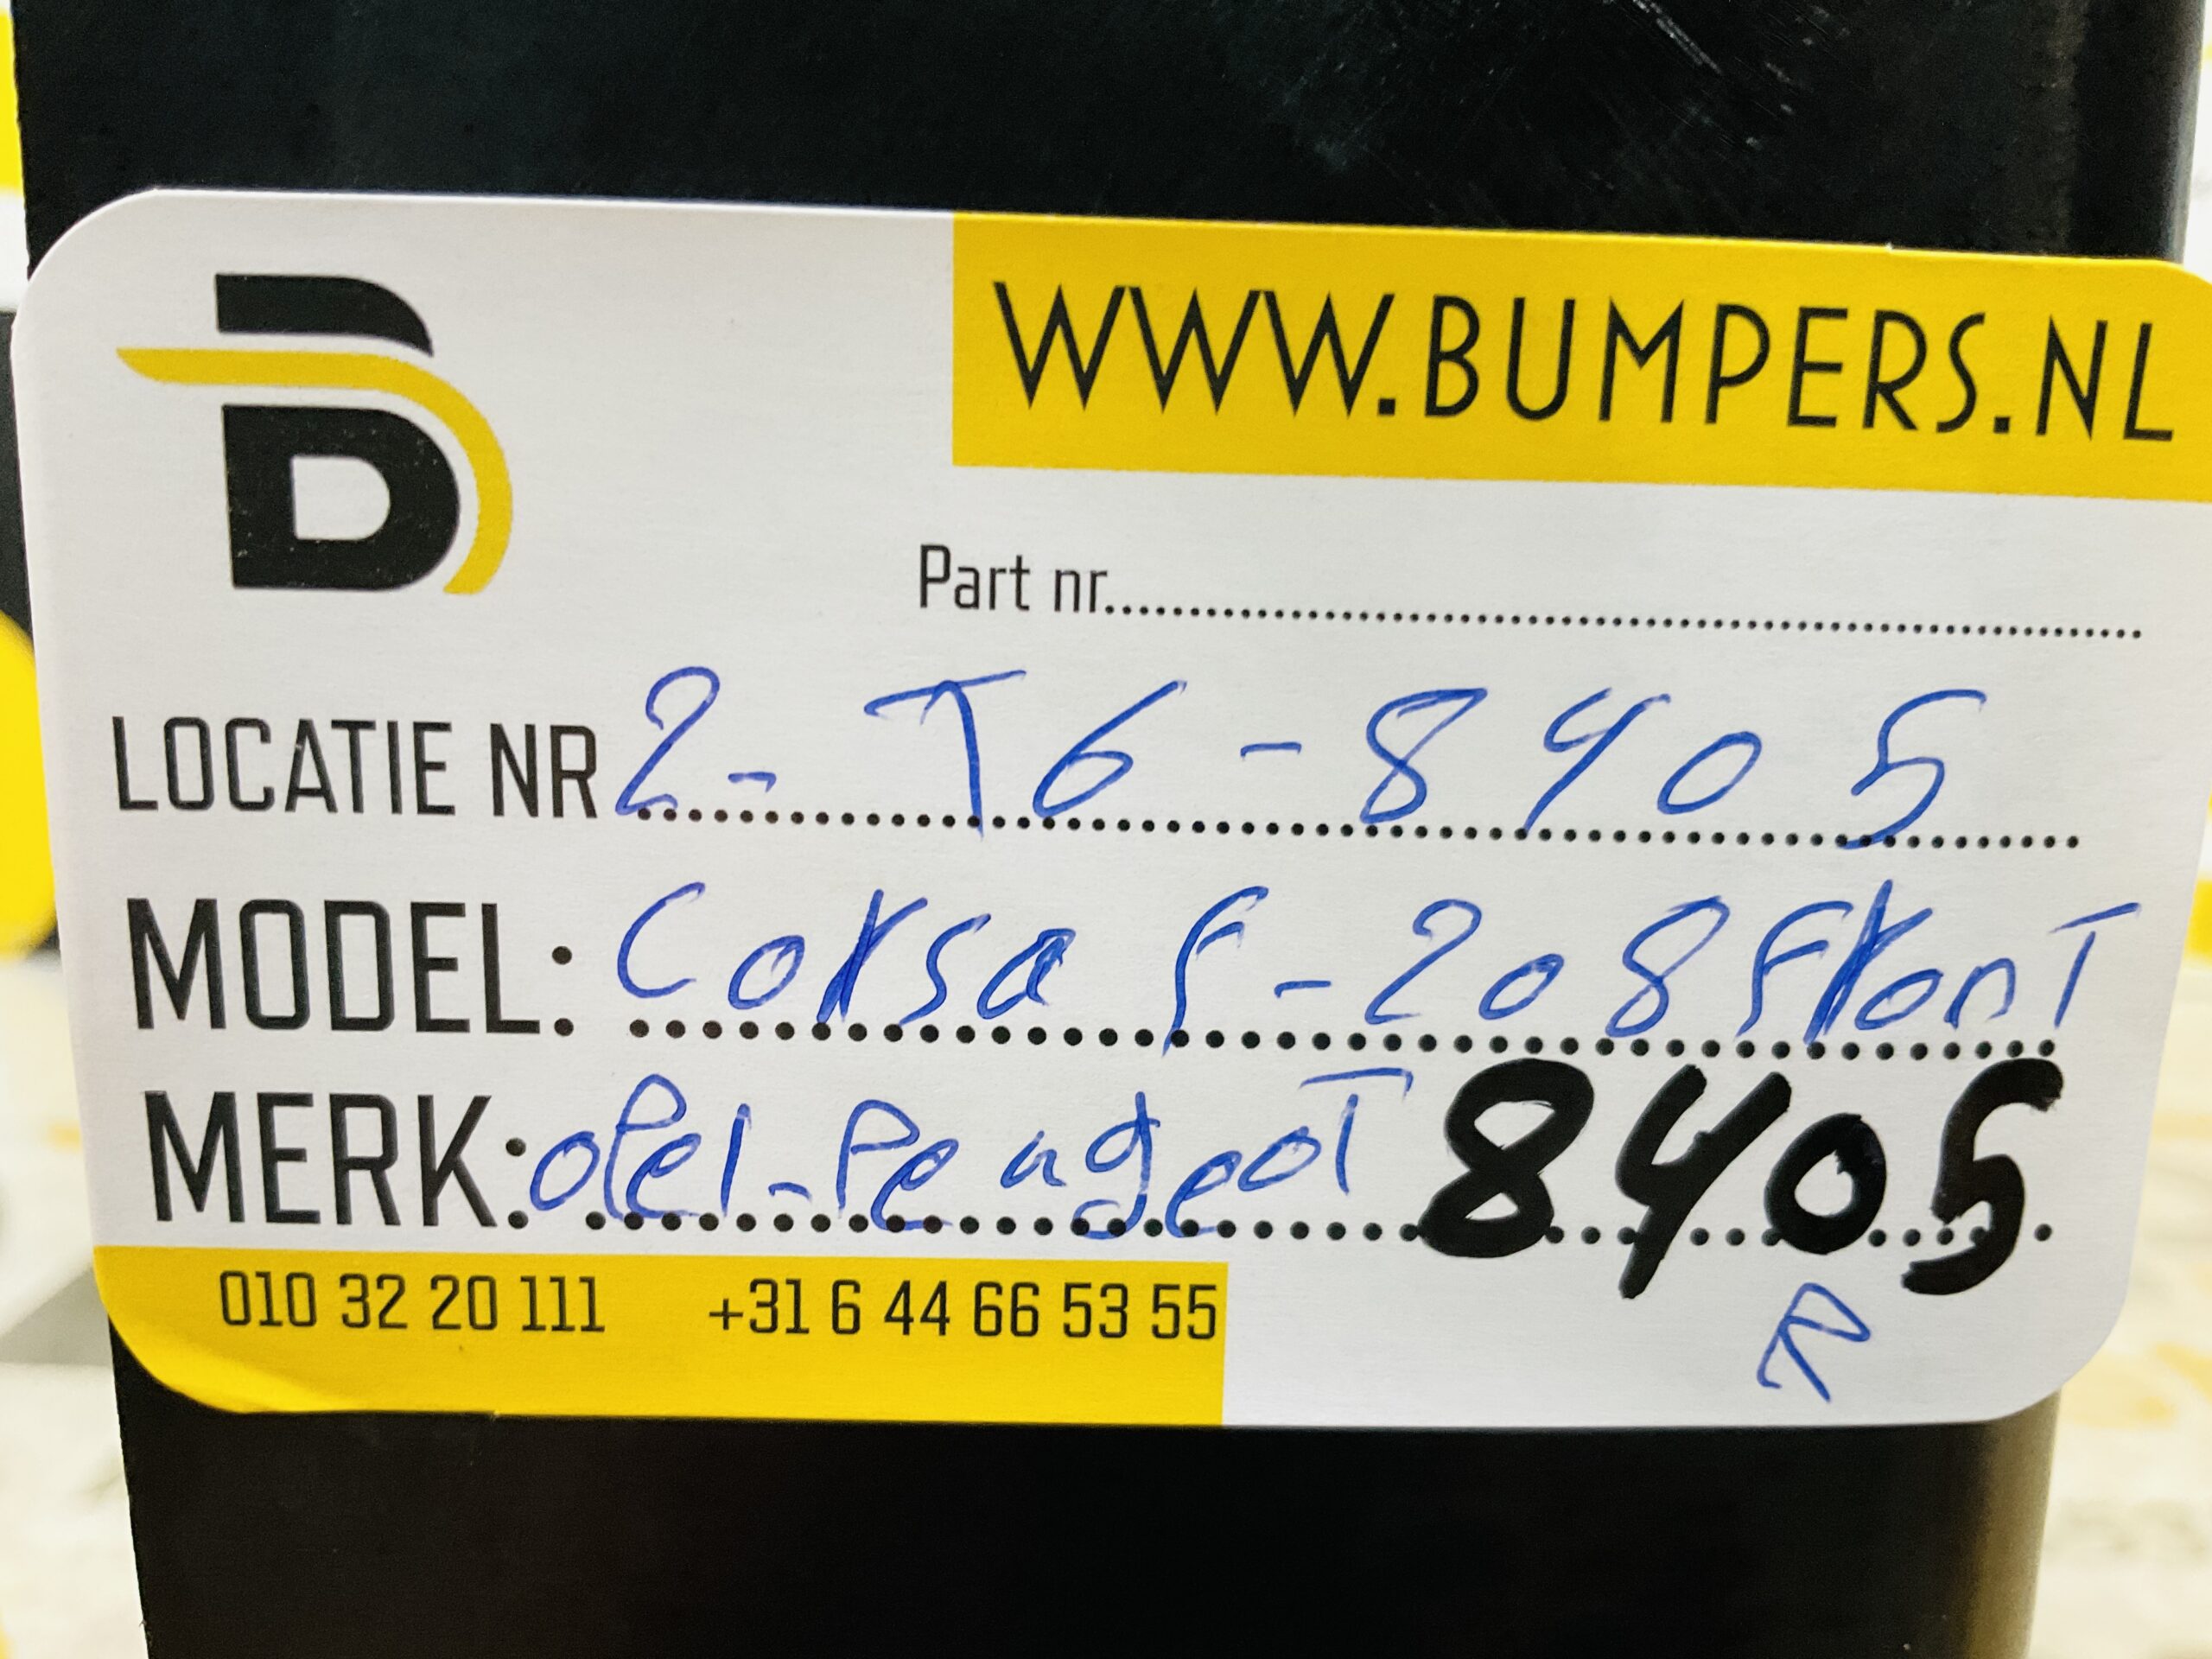 WWW.BUMPERS.NL
Part nr..........
LOCATIE NR 2-T6-8405
MODEL: Corsa F-208 Front
MERK: Opel-Peugeot 8405
010 32 20 111 +31 6 44 66 53 55
R